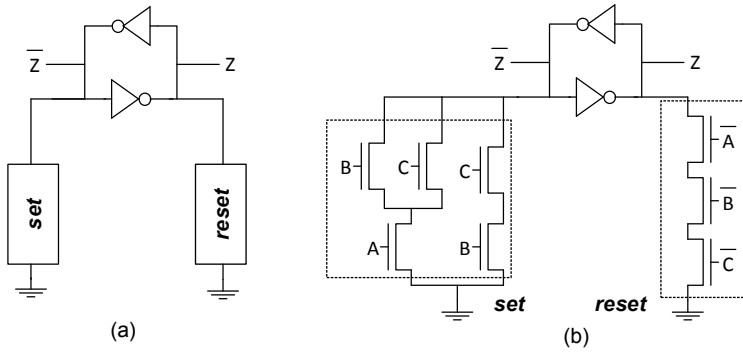 Z̅ Z
set
reset
(a)
Z̅ Z
B C C
A B
A̅
B̅
C̅
set reset
(b)